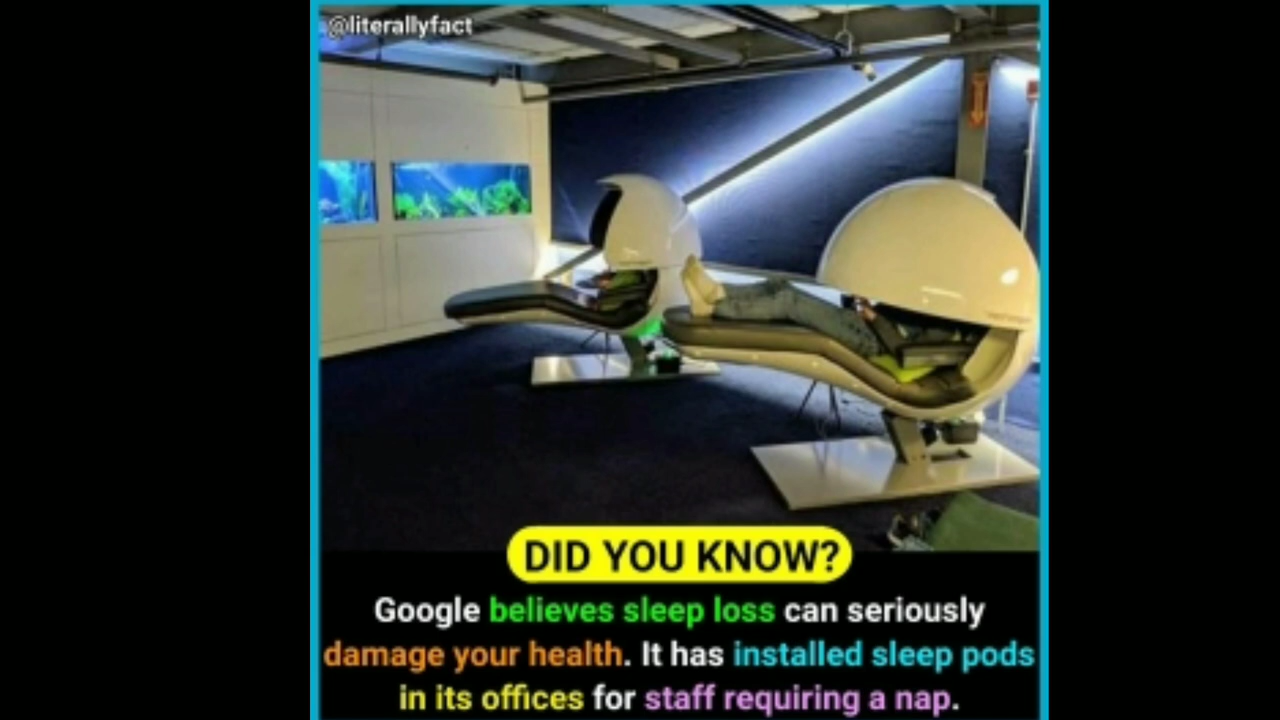 @literallyfact
DID YOU KNOW?
Google believes sleep loss can seriously
damage your health. It has installed sleep pods
in its offices for staff requiring a nap.